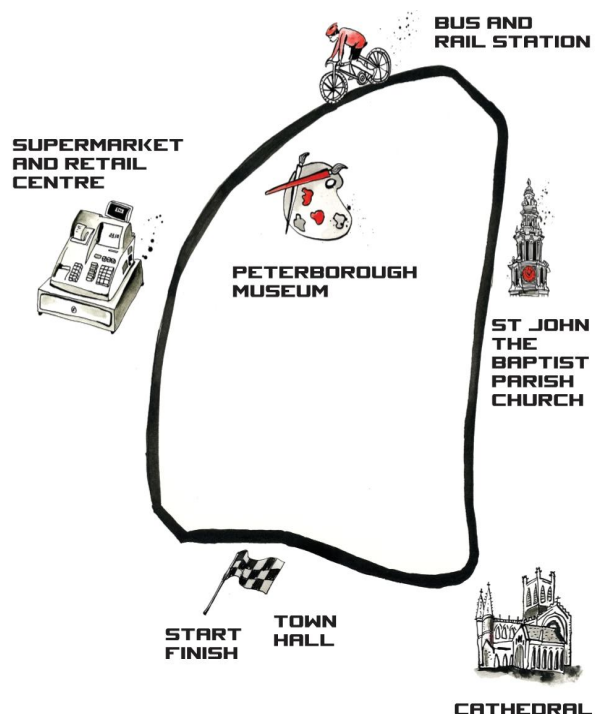 BUS AND
RAIL STATION
SUPERMARKET
AND RETAIL
CENTRE
PETERBOROUGH
MUSEUM
ST JOHN
THE
BAPTIST
PARISH
CHURCH
START
FINISH
TOWN
HALL
CATHEDRAL